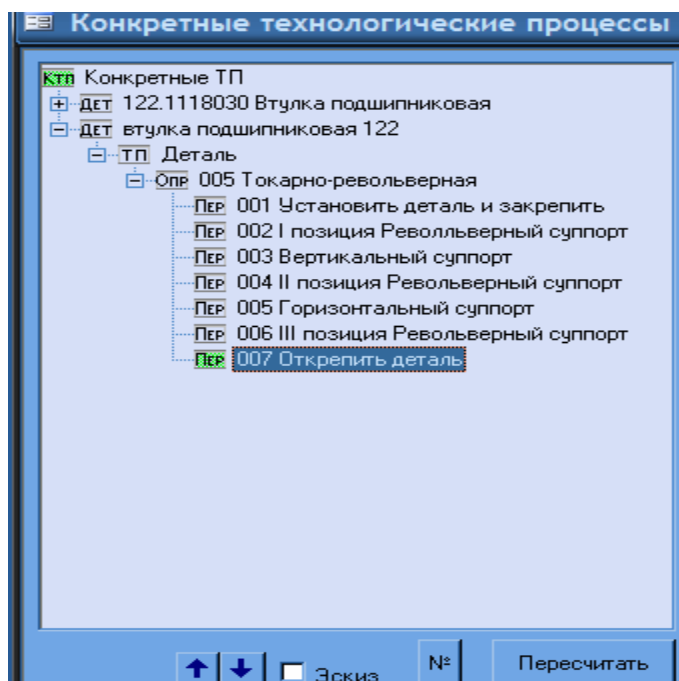 Конкретные технологические процессы
Ктп Конкретные ТП
Дет 122.1118030 Втулка подшипниковая
Дет втулка подшипниковая 122
ТП Деталь
Опр 005 Токарно-револьверная
Пер 001 Установить деталь и закрепить
Пер 002 I позиция Револльверный суппорт
Пер 003 Вертикальный суппорт
Пер 004 II позиция Револьверный суппорт
Пер 005 Горизонтальный суппорт
Пер 006 III позиция Револьверный суппорт
Пер 007 Открепить деталь
Эскиз № Пересчитать